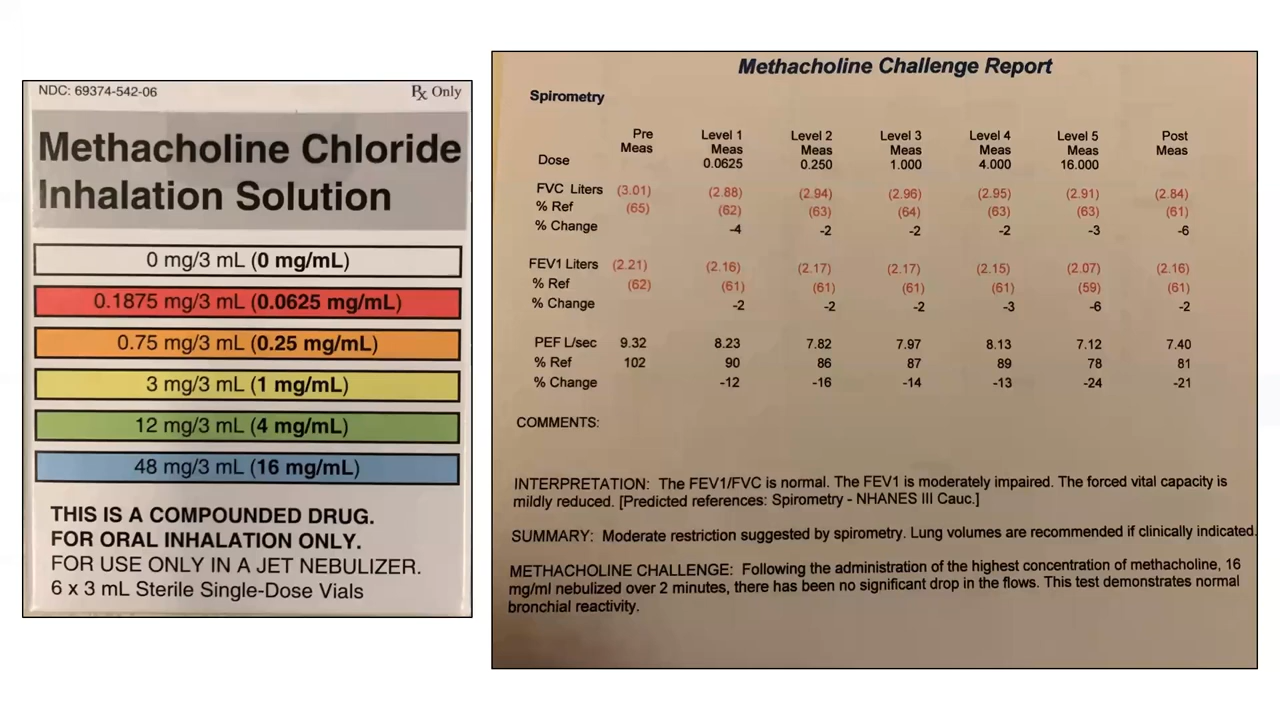 NDC: 69374-542-06
Rx Only
Methacholine Chloride
Inhalation Solution
0 mg/3 mL (0 mg/mL)
0.1875 mg/3 mL (0.0625 mg/mL)
0.75 mg/3 mL (0.25 mg/mL)
3 mg/3 mL (1 mg/mL)
12 mg/3 mL (4 mg/mL)
48 mg/3 mL (16 mg/mL)
THIS IS A COMPOUNDED DRUG.
FOR ORAL INHALATION ONLY.
FOR USE ONLY IN A JET NEBULIZER.
6 x 3 mL Sterile Single-Dose Vials
Methacholine Challenge Report
Spirometry
Pre Level 1 Level 2 Level 3 Level 4 Level 5 Post
Meas Meas Meas Meas Meas Meas Meas
Dose 0.0625 0.250 1.000 4.000 16.000
FVC Liters (3.01) (2.88) (2.94) (2.96) (2.95) (2.91) (2.84)
% Ref (65) (62) (63) (64) (63) (63) (61)
% Change -4 -2 -2 -2 -3 -6
FEV1 Liters (2.21) (2.16) (2.17) (2.17) (2.15) (2.07) (2.16)
% Ref (62) (61) (61) (61) (61) (59) (61)
% Change -2 -2 -2 -3 -6 -2
PEF L/sec 9.32 8.23 7.82 7.97 8.13 7.12 7.40
% Ref 102 90 86 87 89 78 81
% Change -12 -16 -14 -13 -24 -21
COMMENTS:
INTERPRETATION: The FEV1/FVC is normal. The FEV1 is moderately impaired. The forced vital capacity is
mildly reduced. [Predicted references: Spirometry - NHANES III Cauc.]
SUMMARY: Moderate restriction suggested by spirometry. Lung volumes are recommended if clinically indicated.
METHACHOLINE CHALLENGE: Following the administration of the highest concentration of methacholine, 16
mg/ml nebulized over 2 minutes, there has been no significant drop in the flows. This test demonstrates normal
bronchial reactivity.